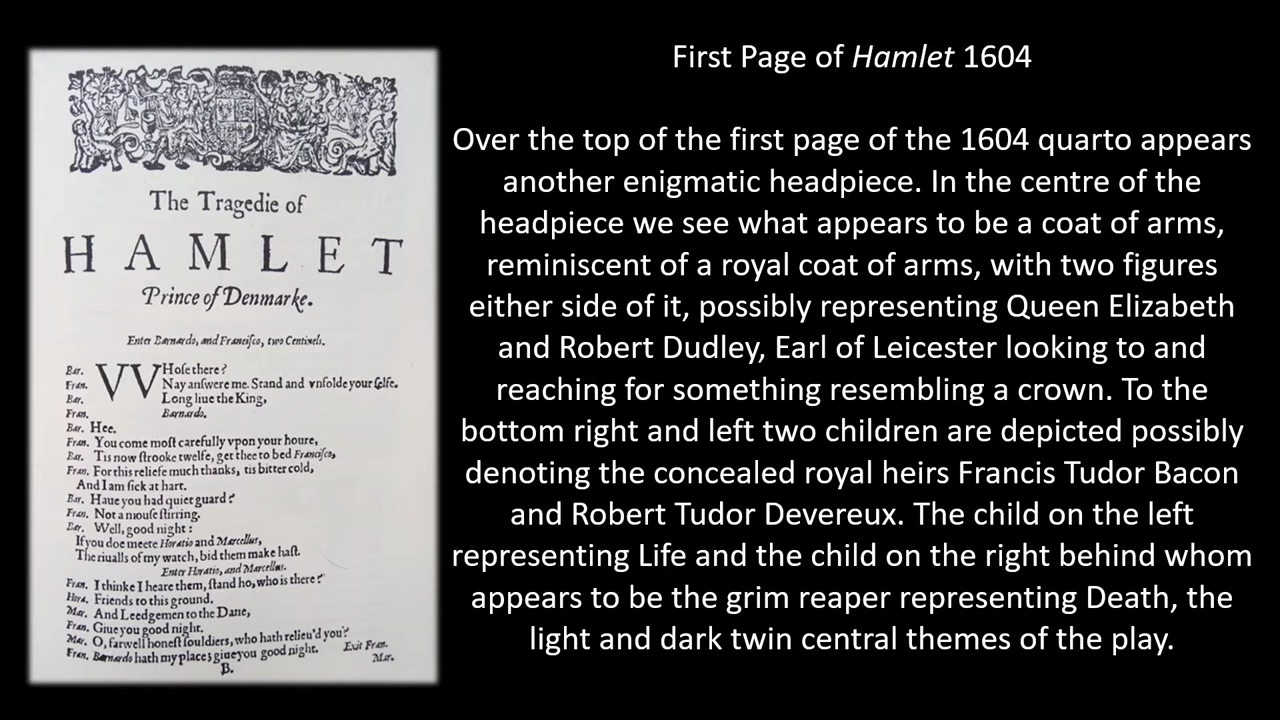 First Page of Hamlet 1604
Over the top of the first page of the 1604 quarto appears
another enigmatic headpiece. In the centre of the
headpiece we see what appears to be a coat of arms,
reminiscent of a royal coat of arms, with two figures
either side of it, possibly representing Queen Elizabeth
and Robert Dudley, Earl of Leicester looking to and
reaching for something resembling a crown. To the
bottom right and left two children are depicted possibly
denoting the concealed royal heirs Francis Tudor Bacon
and Robert Tudor Devereux. The child on the left
representing Life and the child on the right behind whom
appears to be the grim reaper representing Death, the
light and dark twin central themes of the play.
The Tragedie of
HAMLET
Prince of Denmarke.
Enter Barnardo, and Franciſco, two Centinels.
Bar. VVHoſe there?
Fran. Nay anſwere me. Stand and vnfolde your ſelfe.
Bar. Long liue the King,
Fran. Barnardo.
Bar. Hee.
Fran. You come moſt carefully vpon your houre,
Bar. Tis now ſtrooke twelfe, get thee to bed Franciſco,
Fran. For this reliefe much thanks, tis bitter cold,
And I am ſick at hart.
Bar. Haue you had quiet guard?
Fran. Not a mouſe ſtirring.
Bar. Well, good night:
If you doe meete Horatio and Marcellus,
The riualls of my watch, bid them make haſt.
Enter Horatio, and Marcellus.
Fran. I thinke I heare them, ſtand ho, who is there?
Hora. Friends to this ground.
Mar. And Leedgemen to the Dane,
Fran. Giue you good night.
Mar. O, farwell honeſt ſouldiers, who hath relieu'd you?
Fran. Barnardo hath my place; giue you good night. Exit Fran.
B. Mar.